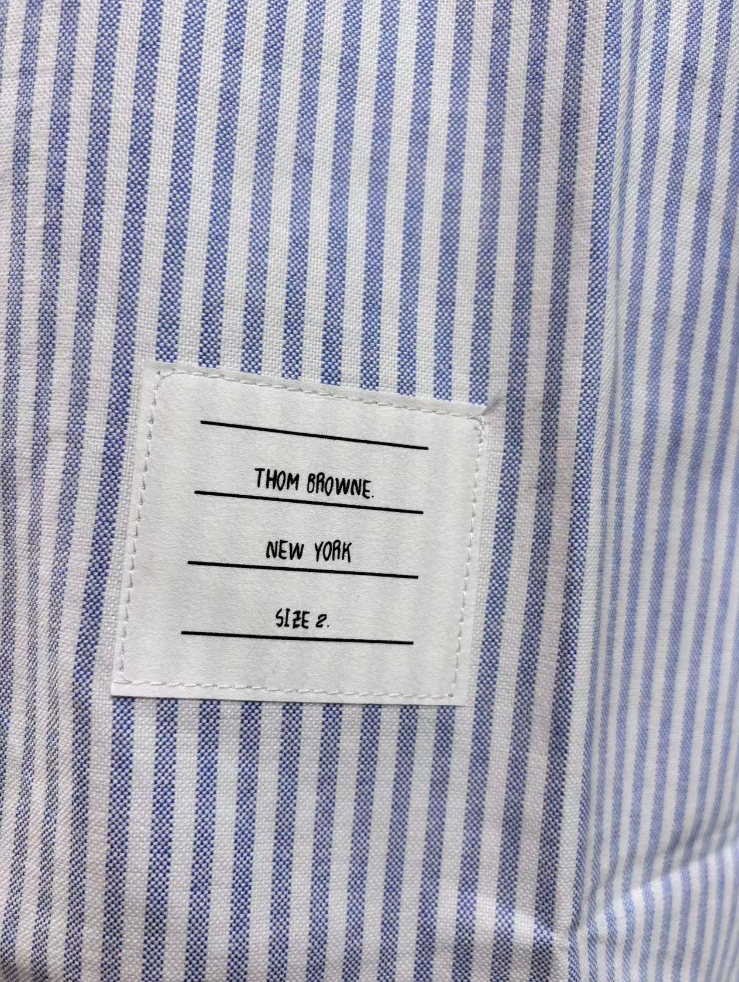 THOM BROWNE.
NEW YORK
SIZE 2.